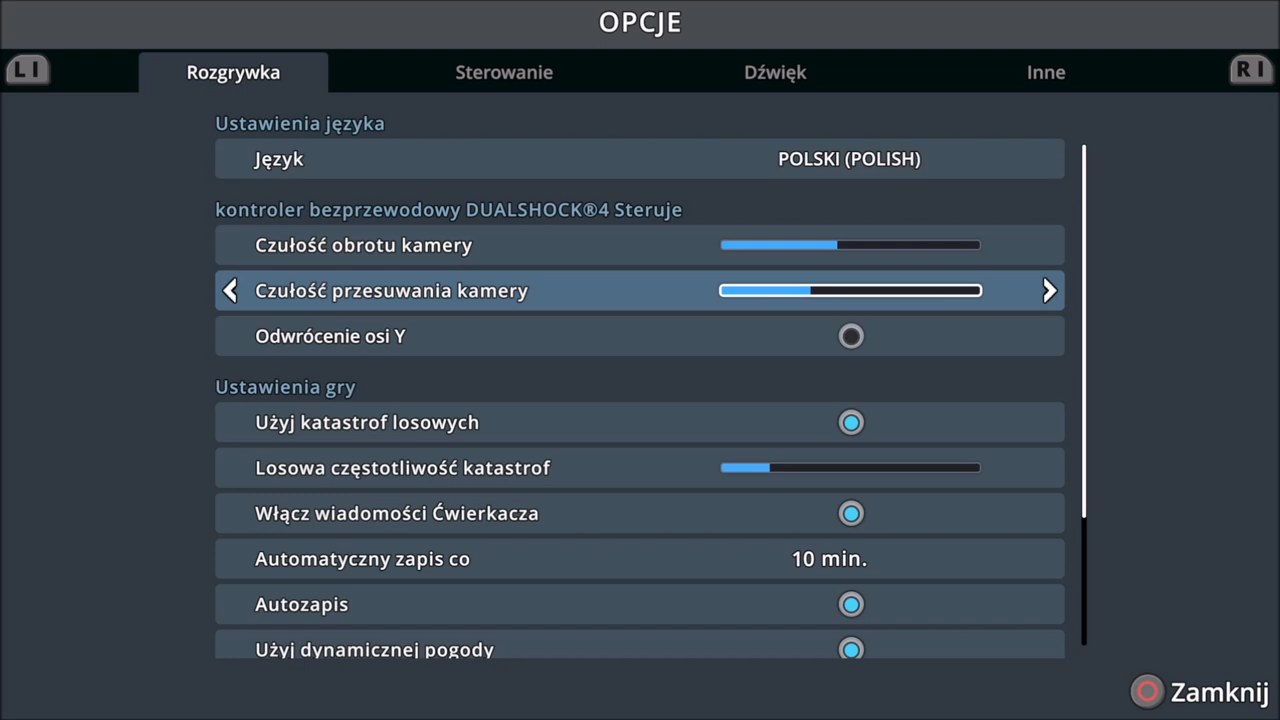 OPCJE
L1 Rozgrywka Sterowanie Dźwięk Inne R1
Ustawienia języka
Język POLSKI (POLISH)
kontroler bezprzewodowy DUALSHOCK®4 Steruje
Czułość obrotu kamery
Czułość przesuwania kamery
Odwrócenie osi Y
Ustawienia gry
Użyj katastrof losowych
Losowa częstotliwość katastrof
Włącz wiadomości Ćwierkacza
Automatyczny zapis co 10 min.
Autozapis
Użyj dynamicznej pogody
Zamknij